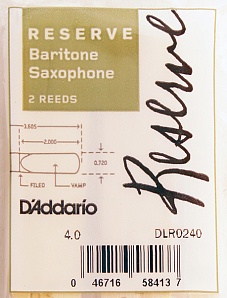 RESERVE
Baritone
Saxophone
2 REEDS
Reserve
3.605
2.000
0.720
FILED
VAMP
D'Addario
4.0
DLR0240
0 46716 58413 7